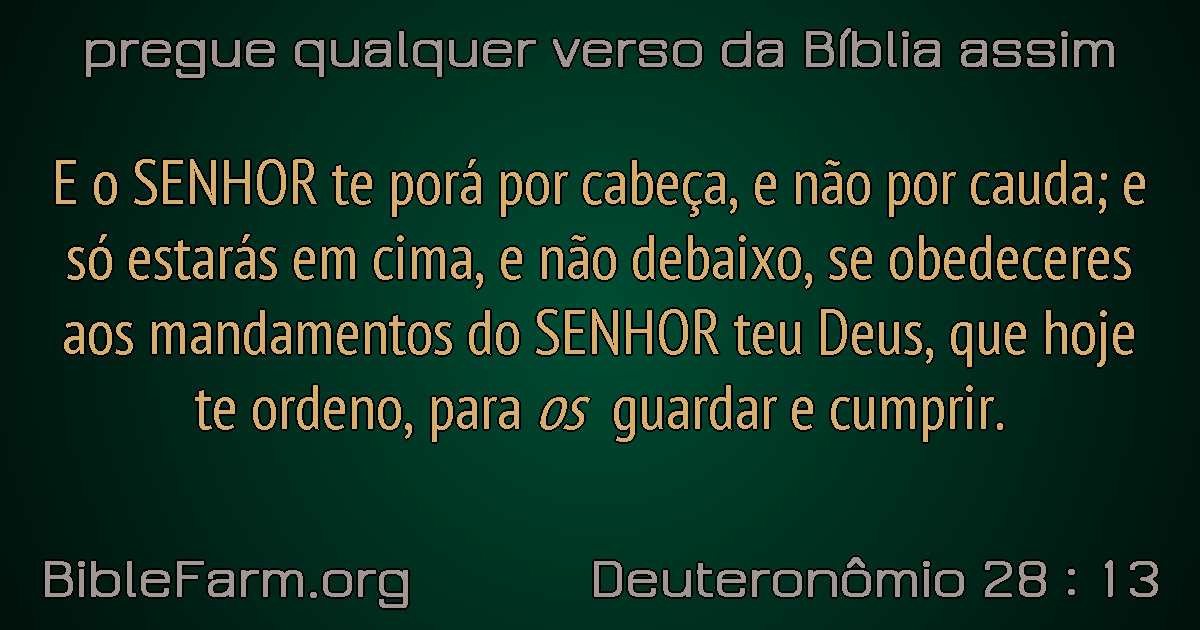 pregue qualquer verso da Bíblia assim
E o SENHOR te porá por cabeça, e não por cauda; e
só estarás em cima, e não debaixo, se obedeceres
aos mandamentos do SENHOR teu Deus, que hoje
te ordeno, para os guardar e cumprir.
BibleFarm.org
Deuteronômio 28 : 13